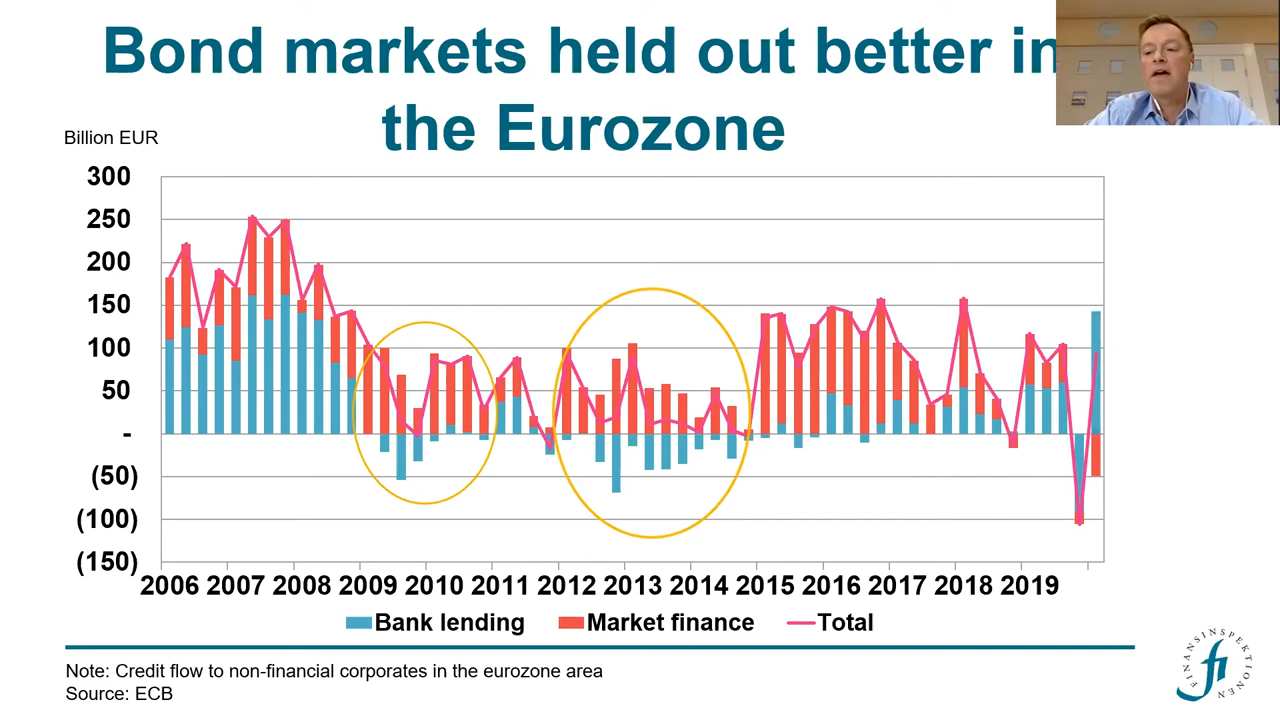 Bond markets held out better in
the Eurozone
Billion EUR
300
250
200
150
100
50
-
(50)
(100)
(150)
2006 2007 2008 2009 2010 2011 2012 2013 2014 2015 2016 2017 2018 2019
Bank lending Market finance Total
Note: Credit flow to non-financial corporates in the eurozone area
Source: ECB
FINANSINSPEKTIONEN
fi